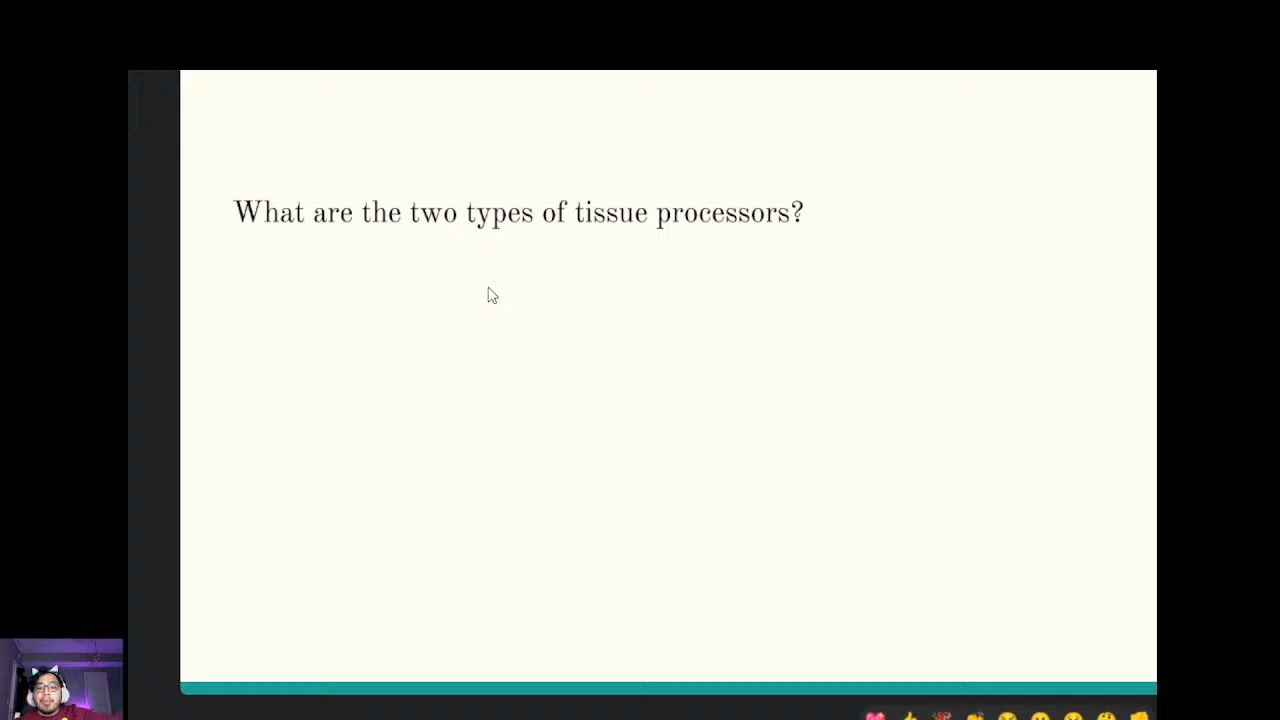 What are the two types of tissue processors?